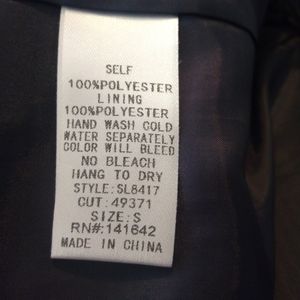 SELF
100%POLYESTER
LINING
100%POLYESTER
HAND WASH COLD
WATER SEPARATELY
COLOR WILL BLEED
NO BLEACH
HANG TO DRY
STYLE: SL8417
CUT: 49371
SIZE: S
RN#: 141642
MADE IN CHINA